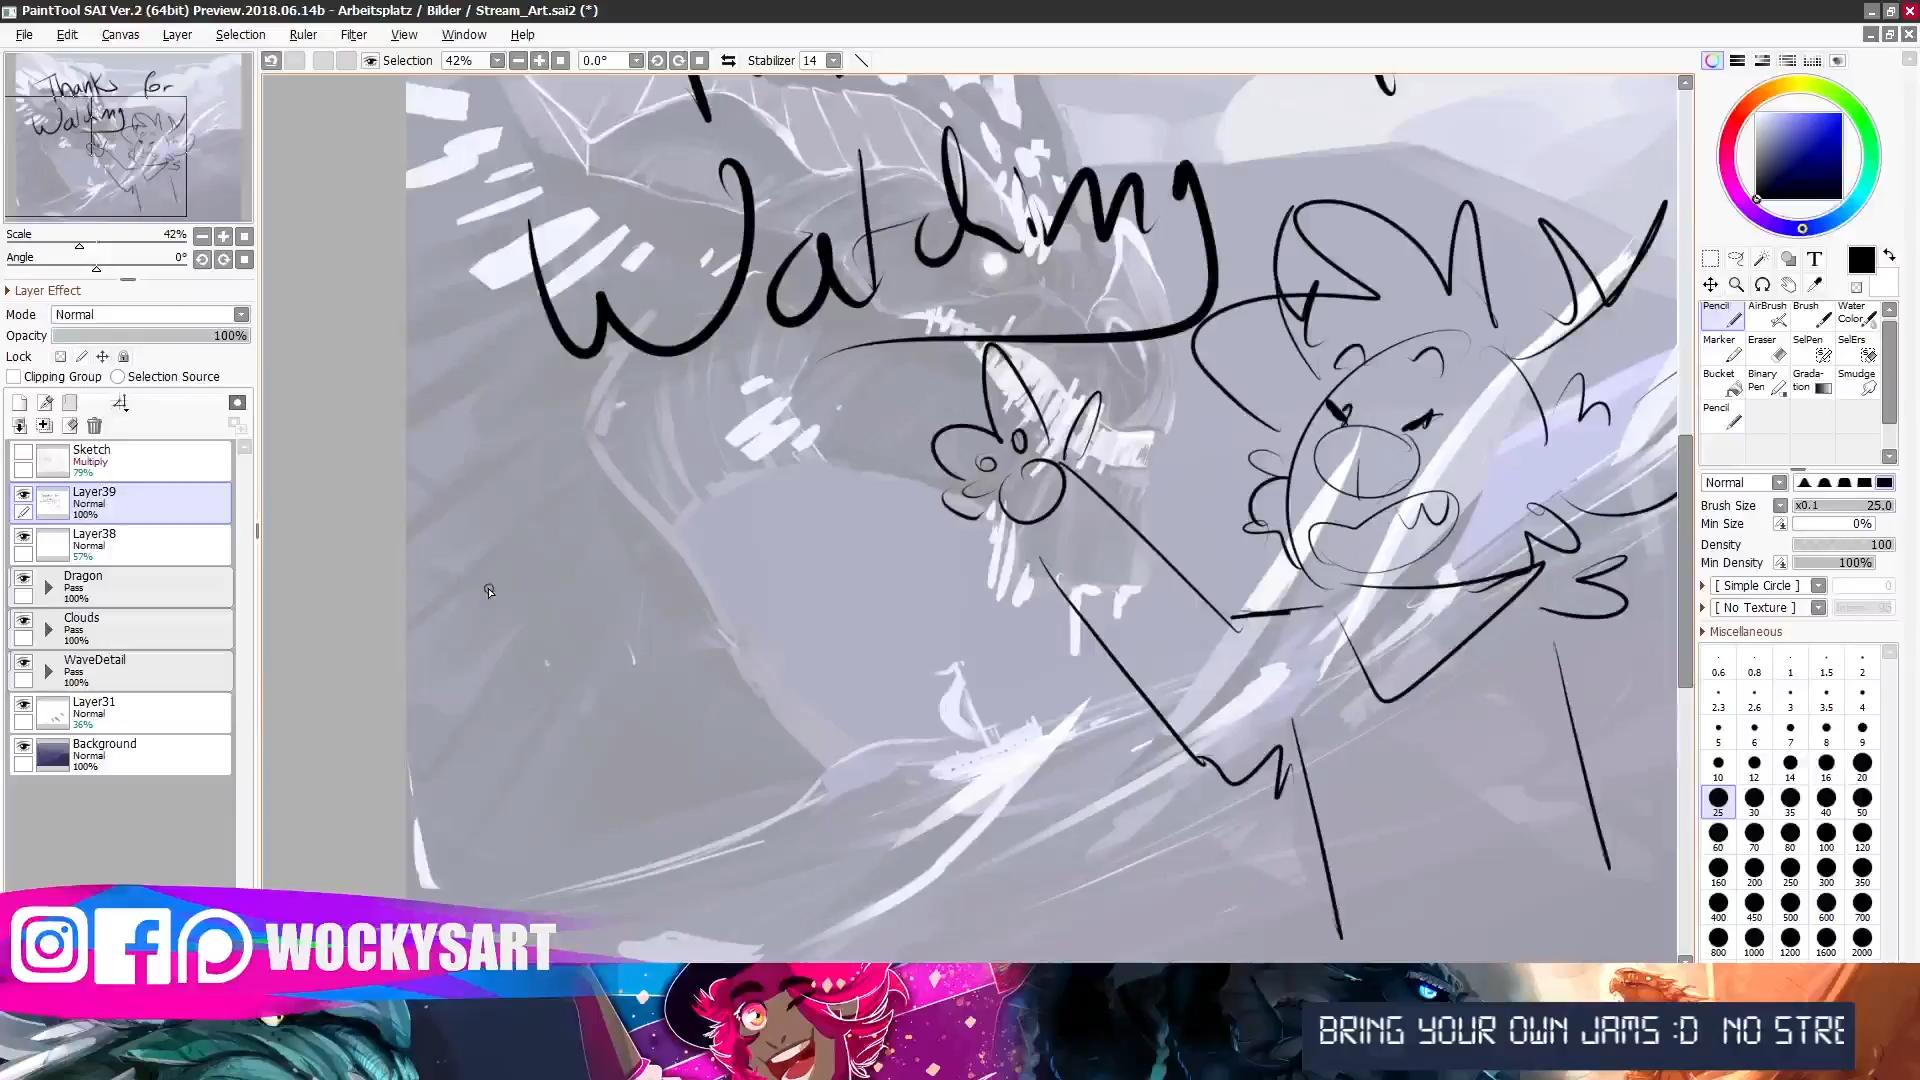 PaintTool SAI Ver.2 (64bit) Preview.2018.06.14b - Arbeitsplatz / Bilder / Stream_Art.sai2 (*)
File Edit Canvas Layer Selection Ruler Filter View Window Help
Selection 42% 0.0° Stabilizer 14
Thanks for
Watching
Scale 42%
Angle 0°
Layer Effect
Mode Normal
Opacity 100%
Lock
Clipping Group Selection Source
Sketch
Multiply
79%
Layer39
Normal
100%
Layer38
Normal
57%
Dragon
Pass
100%
Clouds
Pass
100%
WaveDetail
Pass
100%
Layer31
Normal
36%
Background
Normal
100%
Watching
T
Pencil AirBrush Brush Water Color
Marker Eraser SelPen SelErs
Bucket Binary Pen Grada-tion Smudge
Pencil
Normal
Brush Size x0.1 25.0
Min Size 0%
Density 100
Min Density 100%
[ Simple Circle ] 0
[ No Texture ] 95
Miscellaneous
0.6 0.8 1 1.5 2
2.3 2.6 3 3.5 4
5 6 7 8 9
10 12 14 16 20
25 30 35 40 50
60 70 80 100 120
160 200 250 300 350
400 450 500 600 700
800 1000 1200 1600 2000
WOCKYSART
BRING YOUR OWN JAMS :D NO STRE